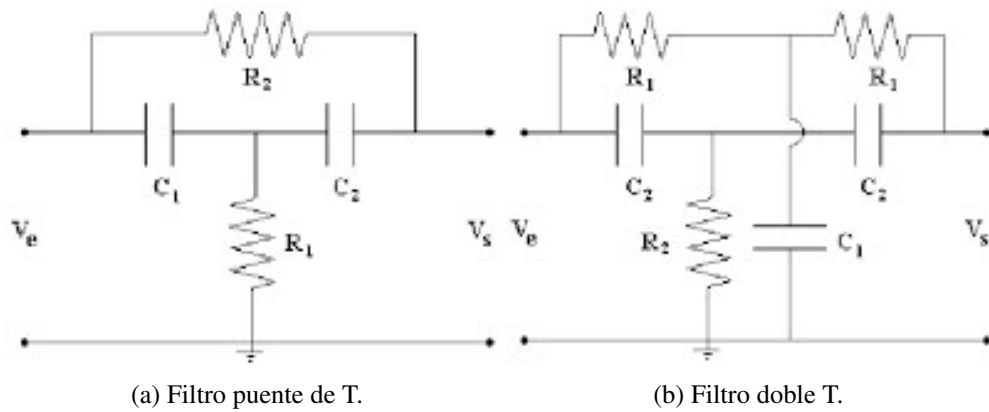 R₂
R₁
R₁
C₁
C₂
C₂
C₂
Vₑ
R₁
Vₛ
Vₑ
R₂
C₁
Vₛ
(a) Filtro puente de T.
(b) Filtro doble T.